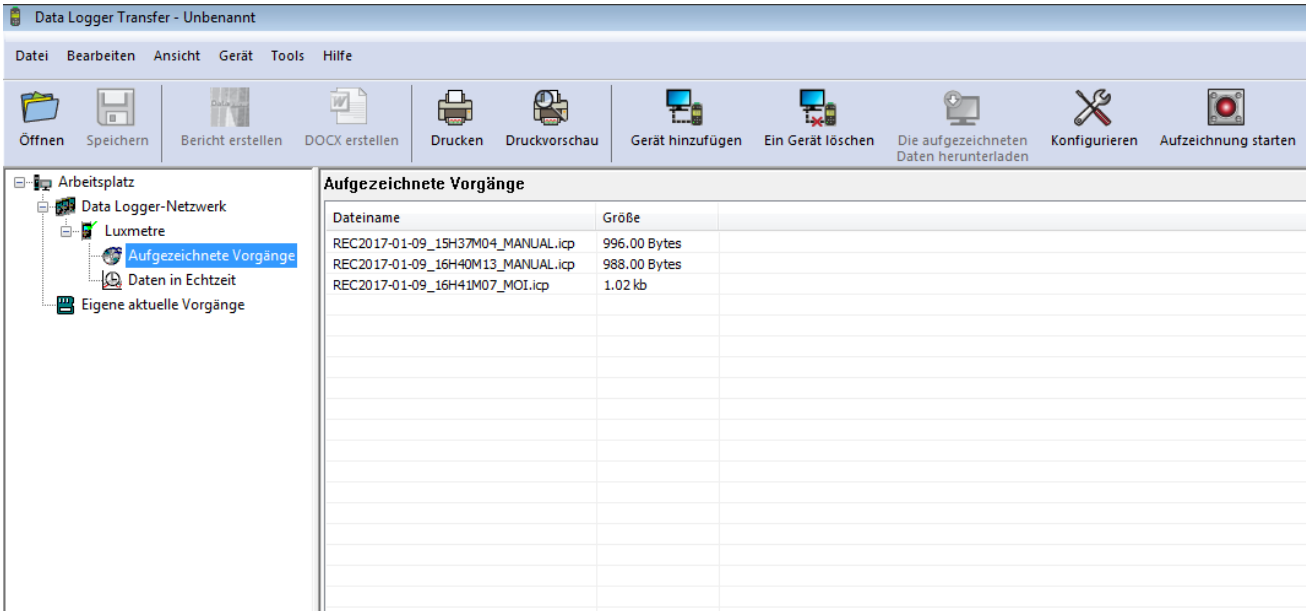 Data Logger Transfer - Unbenannt
Datei Bearbeiten Ansicht Gerät Tools Hilfe
Öffnen Speichern Bericht erstellen DOCX erstellen Drucken Druckvorschau Gerät hinzufügen Ein Gerät löschen Die aufgezeichneten Daten herunterladen Konfigurieren Aufzeichnung starten
Arbeitsplatz
Data Logger-Netzwerk
Luxmetre
Aufgezeichnete Vorgänge
Daten in Echtzeit
Eigene aktuelle Vorgänge
Aufgezeichnete Vorgänge
Dateiname Größe
REC2017-01-09_15H37M04_MANUAL.icp 996.00 Bytes
REC2017-01-09_16H40M13_MANUAL.icp 988.00 Bytes
REC2017-01-09_16H41M07_MOI.icp 1.02 kb